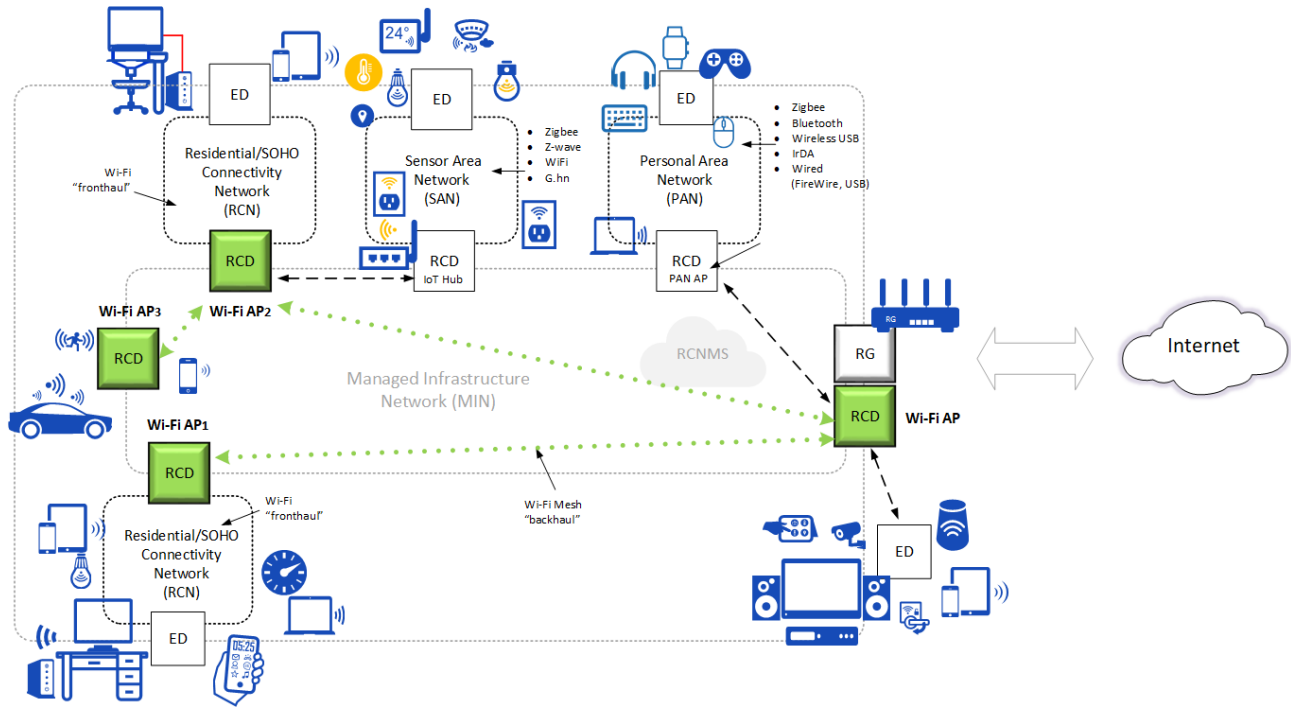 24°
ED
ED
ED
Zigbee
Bluetooth
Wireless USB
IrDA
Wired
(FireWire, USB)
Zigbee
Z-wave
WiFi
G.hn
Residential/SOHO
Connectivity
Network
(RCN)
Sensor Area
Network
(SAN)
Personal Area
Network
(PAN)
Wi-Fi
“fronthaul”
RCD
RCD
IoT Hub
RCD
PAN AP
Wi-Fi AP3
Wi-Fi AP2
RCD
RCNMS
RG
RG
Internet
Managed Infrastructure
Network (MIN)
RCD
Wi-Fi AP
Wi-Fi AP1
RCD
Wi-Fi
“fronthaul”
Wi-Fi Mesh
“backhaul”
Residential/SOHO
Connectivity
Network
(RCN)
ED
ED
05:25